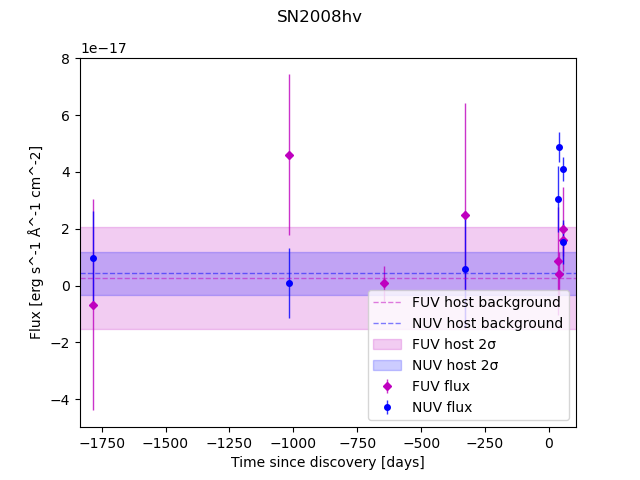 SN2008hv
1e−17
8
6
4
2
0
−2
−4
Flux [erg s^-1 Å^-1 cm^-2]
FUV host background
NUV host background
FUV host 2σ
NUV host 2σ
FUV flux
NUV flux
−1750 −1500 −1250 −1000 −750 −500 −250 0
Time since discovery [days]